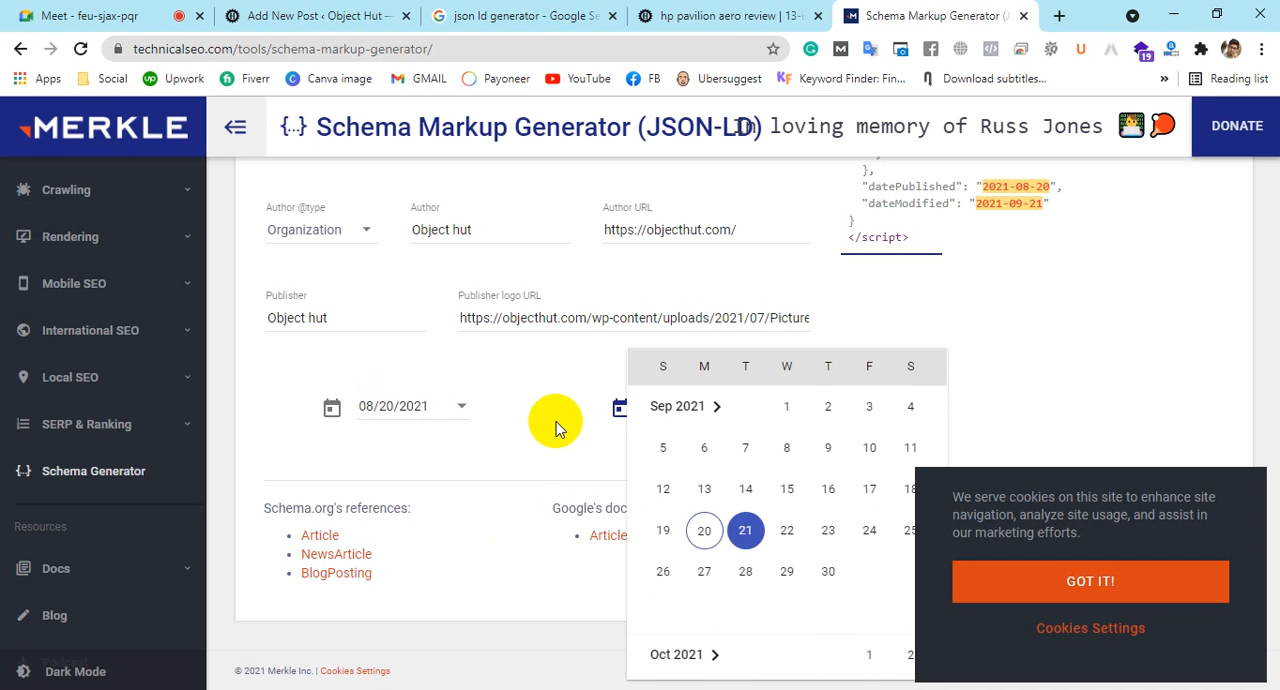 Meet - feu-sjax-pqr
Add New Post ‹ Object Hut -
json ld generator - Google Se
hp pavilion aero review | 13-i
Schema Markup Generator (JSON-
technicalseo.com/tools/schema-markup-generator/
19
Apps
Social
Upwork
Fiverr
Canva image
GMAIL
Payoneer
YouTube
FB
Ubersuggest
Keyword Finder: Fin...
Download subtitles...
»
Reading list
MERKLE
{...} Schema Markup Generator (JSON-LD)
In loving memory of Russ Jones
DONATE
Crawling
Rendering
Mobile SEO
International SEO
Local SEO
SERP & Ranking
{...} Schema Generator
Resources
Docs
Blog
Dark Mode
Author @type
Organization
Author
Object hut
Author URL
https://objecthut.com/
Publisher
Object hut
Publisher logo URL
https://objecthut.com/wp-content/uploads/2021/07/Picture
08/20/2021
},
"datePublished": "2021-08-20",
"dateModified": "2021-09-21"
}
</script>
S M T W T F S
Sep 2021 1 2 3 4
5 6 7 8 9 10 11
12 13 14 15 16 17 18
19 20 21 22 23 24 25
26 27 28 29 30
Oct 2021 1 2
Schema.org's references:
• Article
• NewsArticle
• BlogPosting
Google's doc
• Article
We serve cookies on this site to enhance site
navigation, analyze site usage, and assist in
our marketing efforts.
GOT IT!
Cookies Settings
© 2021 Merkle Inc. | Cookies Settings